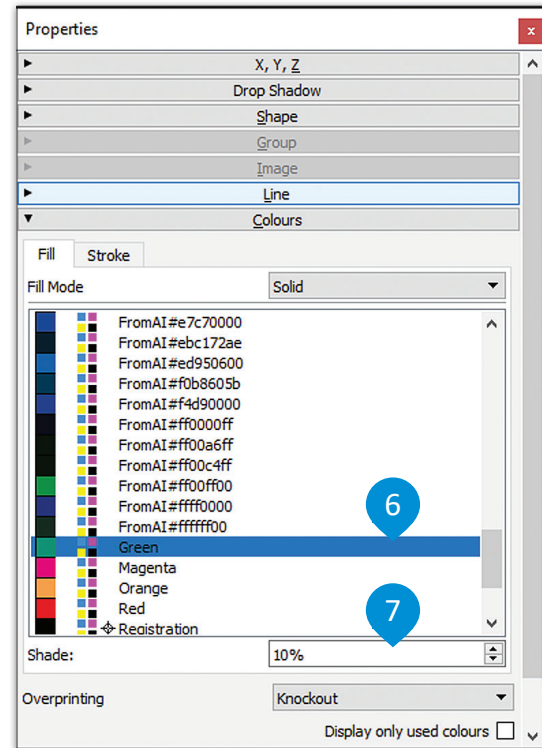 Properties
x
X, Y, Z
Drop Shadow
Shape
Group
Image
Line
Colours
Fill Stroke
Fill Mode Solid
FromAI#e7c70000
FromAI#ebc172ae
FromAI#ed950600
FromAI#f0b8605b
FromAI#f4d90000
FromAI#ff0000ff
FromAI#ff00a6ff
FromAI#ff00c4ff
FromAI#ff00ff00
FromAI#ffff0000
FromAI#ffffff00
6
Green
Magenta
Orange
Red
7
Registration
Shade: 10%
Overprinting Knockout
Display only used colours